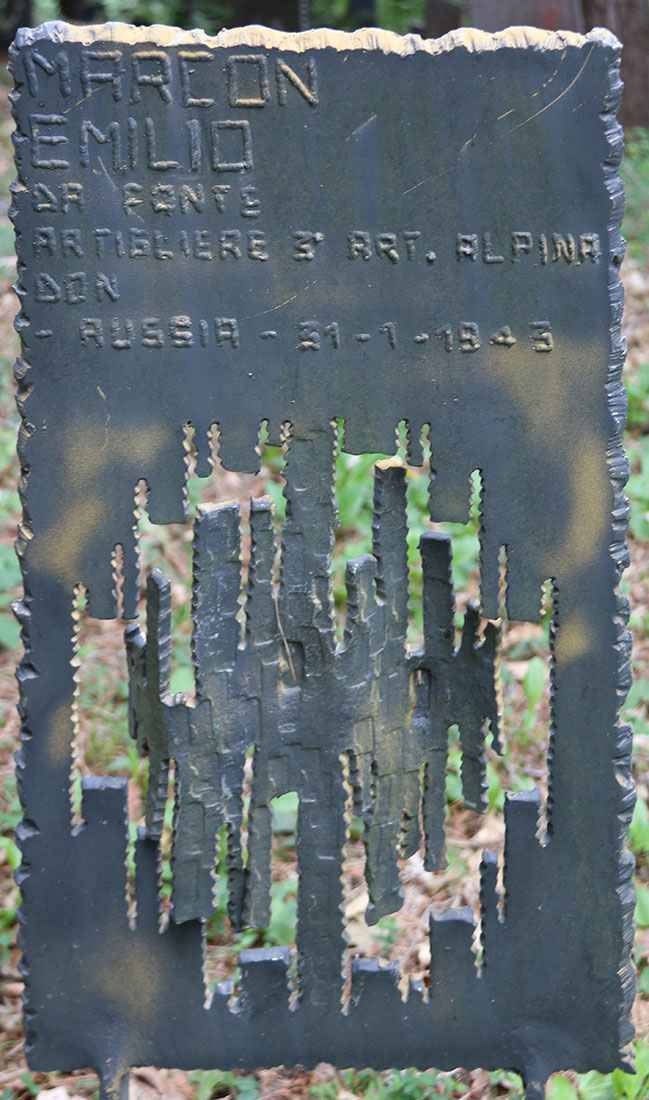 MARCON
EMILIO
DA FONTE
ARTIGLIERE 3° ART. ALPINA
DON
- RUSSIA - 31-1-1943